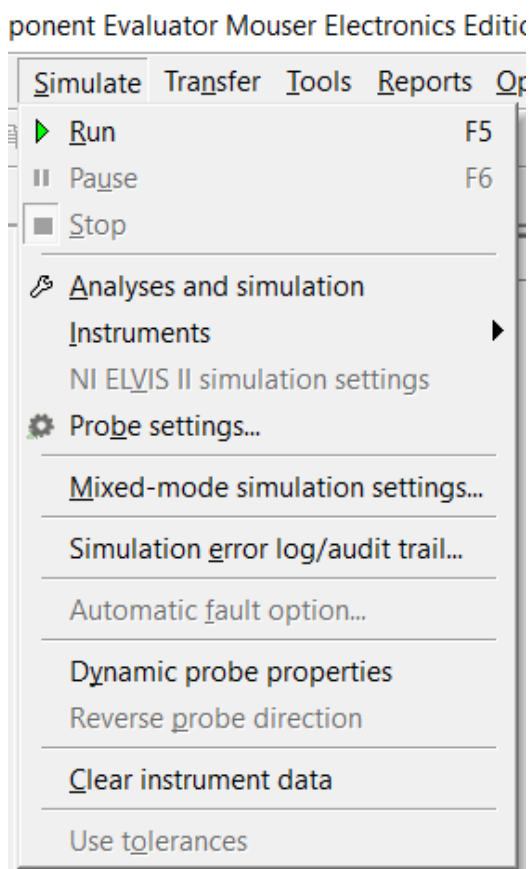 ponent Evaluator Mouser Electronics Editio
Simulate Transfer Tools Reports Op
Run F5
Pause F6
Stop
Analyses and simulation
Instruments
NI ELVIS II simulation settings
Probe settings...
Mixed-mode simulation settings...
Simulation error log/audit trail...
Automatic fault option...
Dynamic probe properties
Reverse probe direction
Clear instrument data
Use tolerances